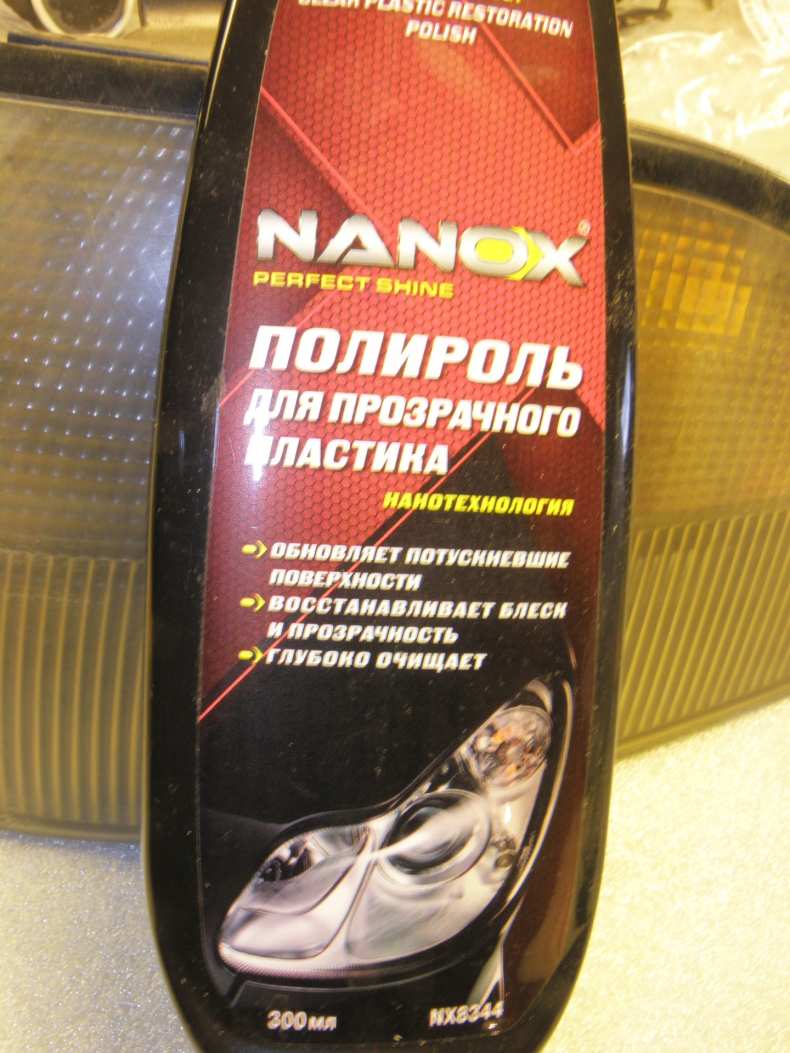 CLEAR PLASTIC RESTORATION
POLISH
NANOX®
PERFECT SHINE
ПОЛИРОЛЬ
ДЛЯ ПРОЗРАЧНОГО
ПЛАСТИКА
НАНОТЕХНОЛОГИЯ
ОБНОВЛЯЕТ ПОТУСКНЕВШИЕ
ПОВЕРХНОСТИ
ВОССТАНАВЛИВАЕТ БЛЕСК
И ПРОЗРАЧНОСТЬ
ГЛУБОКО ОЧИЩАЕТ
300 мл NX8344